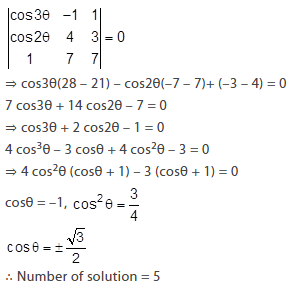 |cos3θ −1 1|
|cos2θ 4 3| = 0
|1 7 7|
⇒ cos3θ(28 − 21) − cos2θ(−7 − 7)+ (−3 − 4) = 0
7 cos3θ + 14 cos2θ − 7 = 0
⇒ cos3θ + 2 cos2θ − 1 = 0
4 cos³θ − 3 cosθ + 4 cos²θ − 3 = 0
⇒ 4 cos²θ (cosθ + 1) − 3 (cosθ + 1) = 0
cosθ = −1, cos²θ = 3/4
cosθ = ±√3/2
∴ Number of solution = 5